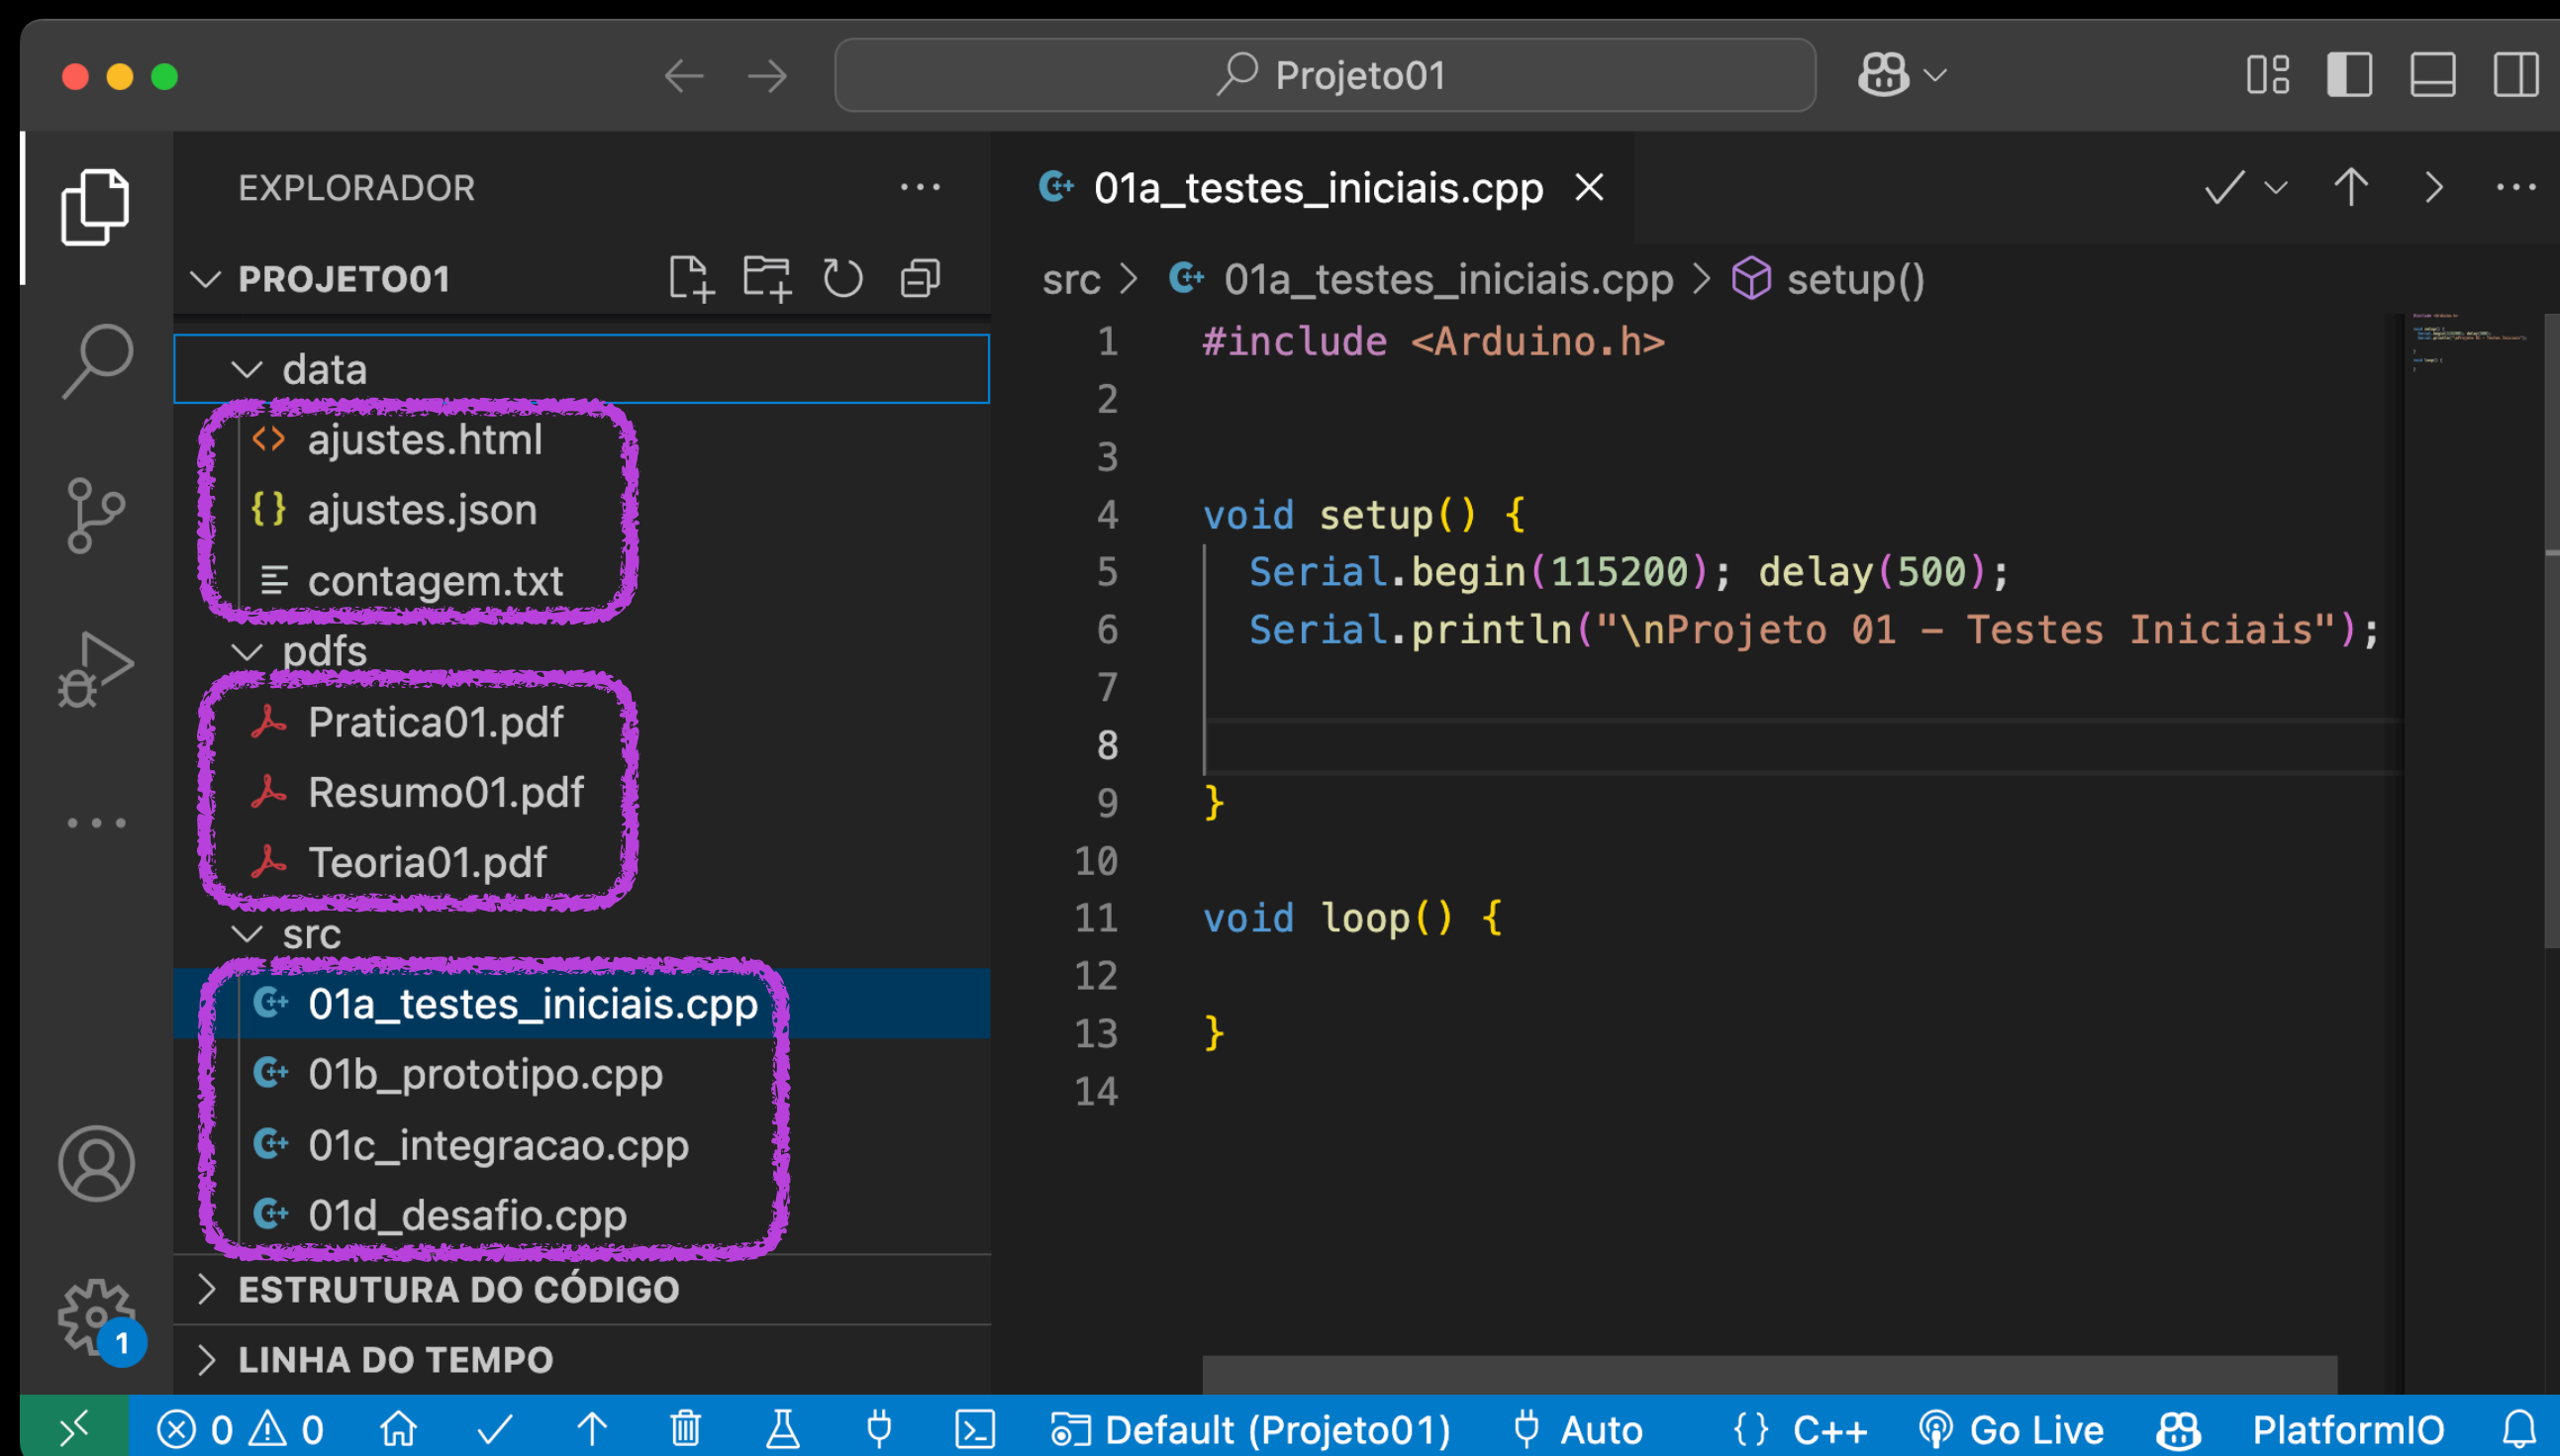 Projeto01
EXPLORADOR
PROJETO01
data
ajustes.html
ajustes.json
contagem.txt
pdfs
Pratica01.pdf
Resumo01.pdf
Teoria01.pdf
src
01a_testes_iniciais.cpp
01b_prototipo.cpp
01c_integracao.cpp
01d_desafio.cpp
ESTRUTURA DO CÓDIGO
LINHA DO TEMPO
01a_testes_iniciais.cpp
src > 01a_testes_iniciais.cpp > setup()
1 #include <Arduino.h>
2
3
4 void setup() {
5 Serial.begin(115200); delay(500);
6 Serial.println("\nProjeto 01 – Testes Iniciais");
7
8
9 }
10
11 void loop() {
12
13 }
14
1
0 0 Default (Projeto01) Auto {} C++ Go Live PlatformIO